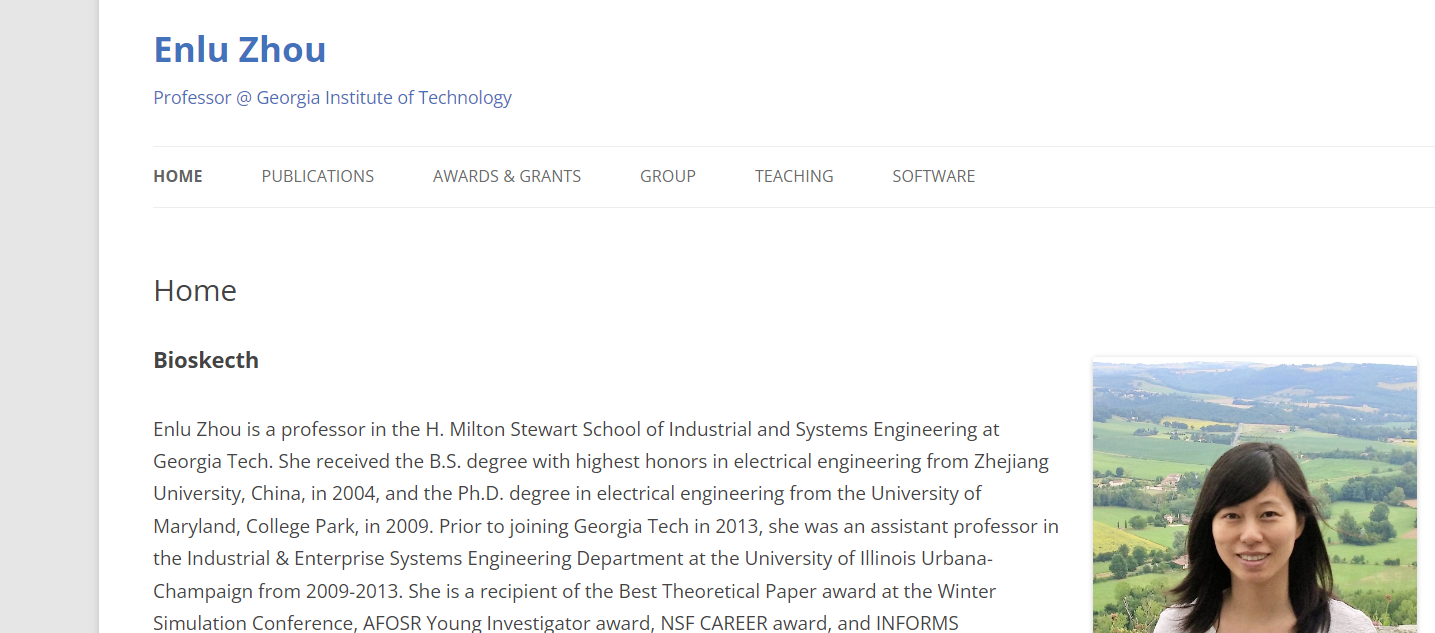 Enlu Zhou
Professor @ Georgia Institute of Technology
HOME PUBLICATIONS AWARDS & GRANTS GROUP TEACHING SOFTWARE
Home
Bioskecth
Enlu Zhou is a professor in the H. Milton Stewart School of Industrial and Systems Engineering at
Georgia Tech. She received the B.S. degree with highest honors in electrical engineering from Zhejiang
University, China, in 2004, and the Ph.D. degree in electrical engineering from the University of
Maryland, College Park, in 2009. Prior to joining Georgia Tech in 2013, she was an assistant professor in
the Industrial & Enterprise Systems Engineering Department at the University of Illinois Urbana-
Champaign from 2009-2013. She is a recipient of the Best Theoretical Paper award at the Winter
Simulation Conference, AFOSR Young Investigator award, NSF CAREER award, and INFORMS